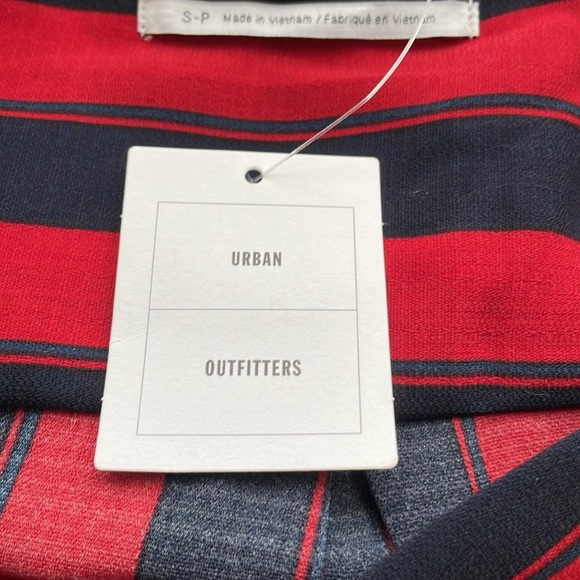 S-P Made in Vietnam / Fabriqué en Vietnam
URBAN
OUTFITTERS